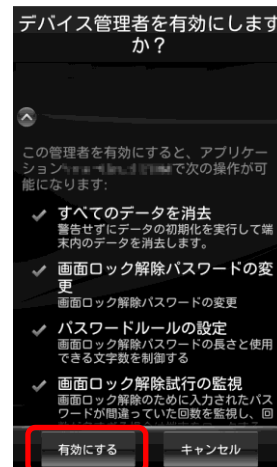 デバイス管理者を有効にします
か？
この管理者を有効にすると、アプリケー
ション で次の操作が可
能になります:
すべてのデータを消去
警告せずにデータの初期化を実行して端
末内のデータを消去します。
画面ロック解除パスワードの変
更
画面ロック解除パスワードの変更
パスワードルールの設定
画面ロック解除パスワードの長さと使用
できる文字数を制御する
画面ロック解除試行の監視
画面ロック解除のために入力されたパス
ワードが間違っていた回数を監視し、回
有効にする
キャンセル